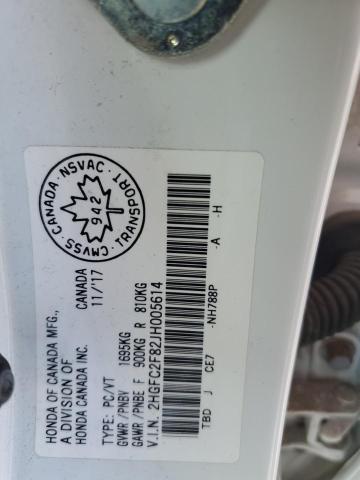 HONDA OF CANADA MFG.,
A DIVISION OF
HONDA CANADA INC.
CANADA
11/'17
TYPE: PC/VT
GVWR /PNBV 1695KG
GAWR /PNBE F 900KG R 810KG
V.I.N. 2HGFC2F82JH005614
TBD J CE7 -NH788P -A -H
CMVSS·CANADA·NSVAC
·TRANSPORT·
942